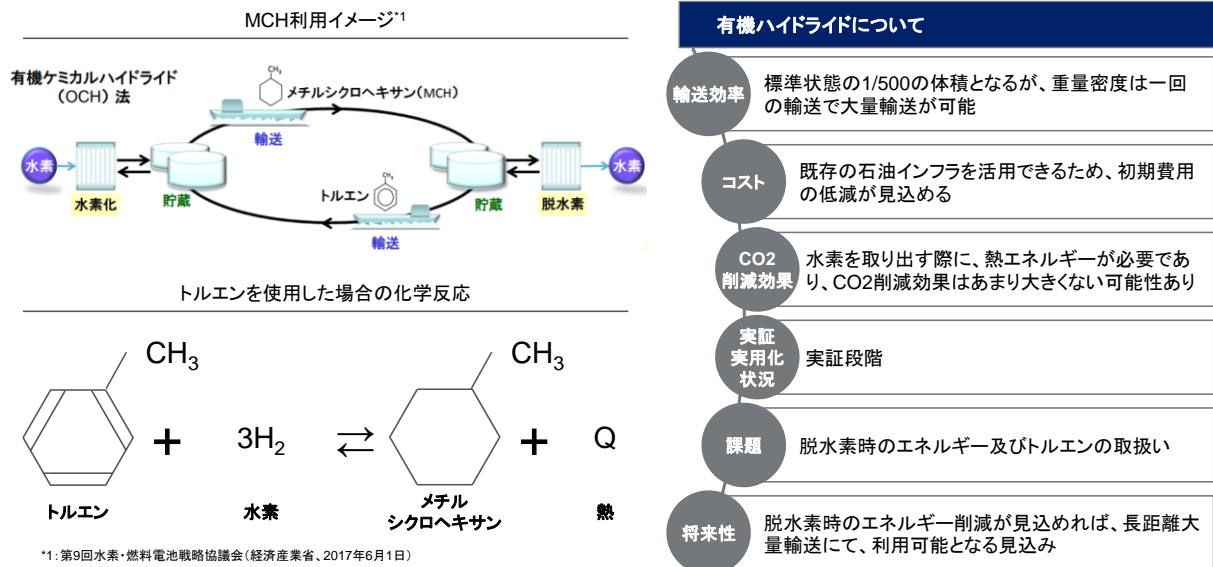 MCH利用イメージ*1
有機ケミカルハイドライド
(OCH) 法
CH3
メチルシクロヘキサン(MCH)
輸送
水素
水素化
貯蔵
トルエン
CH3
輸送
貯蔵
脱水素
水素
トルエンを使用した場合の化学反応
CH3
+
3H2
⇄
CH3
+
Q
トルエン
水素
メチル
シクロヘキサン
熱
*1: 第9回水素・燃料電池戦略協議会(経済産業省、2017年6月1日)
有機ハイドライドについて
輸送効率
標準状態の1/500の体積となるが、重量密度は一回
の輸送で大量輸送が可能
コスト
既存の石油インフラを活用できるため、初期費用
の低減が見込める
CO2
削減効果
水素を取り出す際に、熱エネルギーが必要であ
り、CO2削減効果はあまり大きくない可能性あり
実証
実用化
状況
実証段階
課題
脱水素時のエネルギー及びトルエンの取扱い
将来性
脱水素時のエネルギー削減が見込めれば、長距離大
量輸送にて、利用可能となる見込み